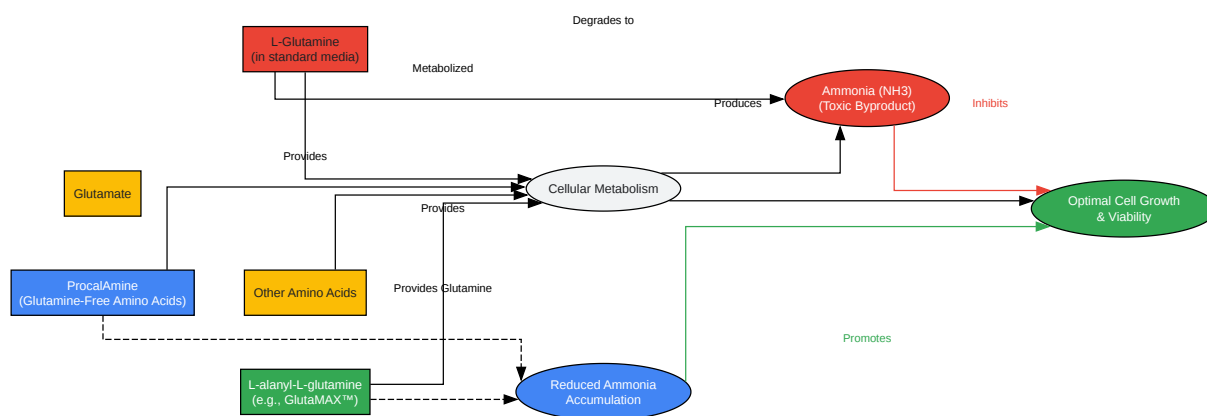 Degrades to
L-Glutamine
(in standard media)
Metabolized
Ammonia (NH3)
(Toxic Byproduct)
Produces
Inhibits
Provides
Glutamate
Cellular Metabolism
Provides
Optimal Cell Growth
& Viability
ProcalAmine
(Glutamine-Free Amino Acids)
Other Amino Acids
Provides Glutamine
Promotes
L-alanyl-L-glutamine
(e.g., GlutaMAX™)
Reduced Ammonia
Accumulation